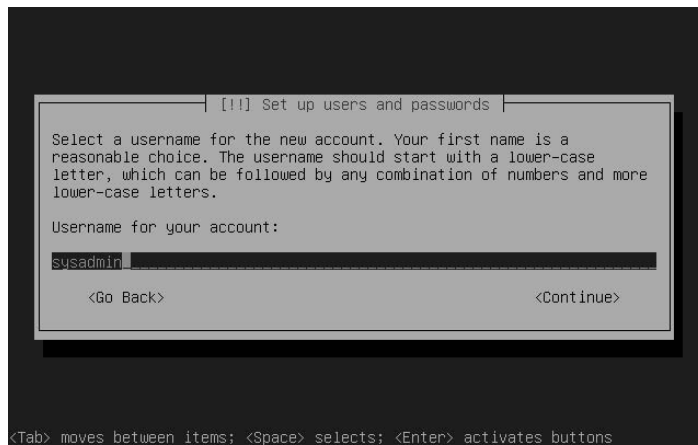 [!!] Set up users and passwords
Select a username for the new account. Your first name is a
reasonable choice. The username should start with a lower-case
letter, which can be followed by any combination of numbers and more
lower-case letters.
Username for your account:
sysadmin
<Go Back> <Continue>
<Tab> moves between items; <Space> selects; <Enter> activates buttons